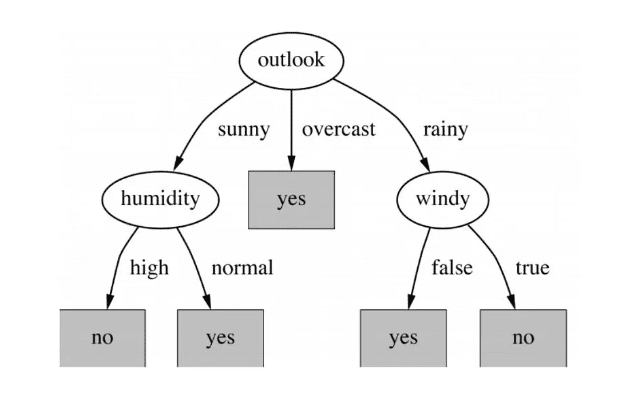 outlook
sunny overcast rainy
humidity yes windy
high normal false true
no yes yes no